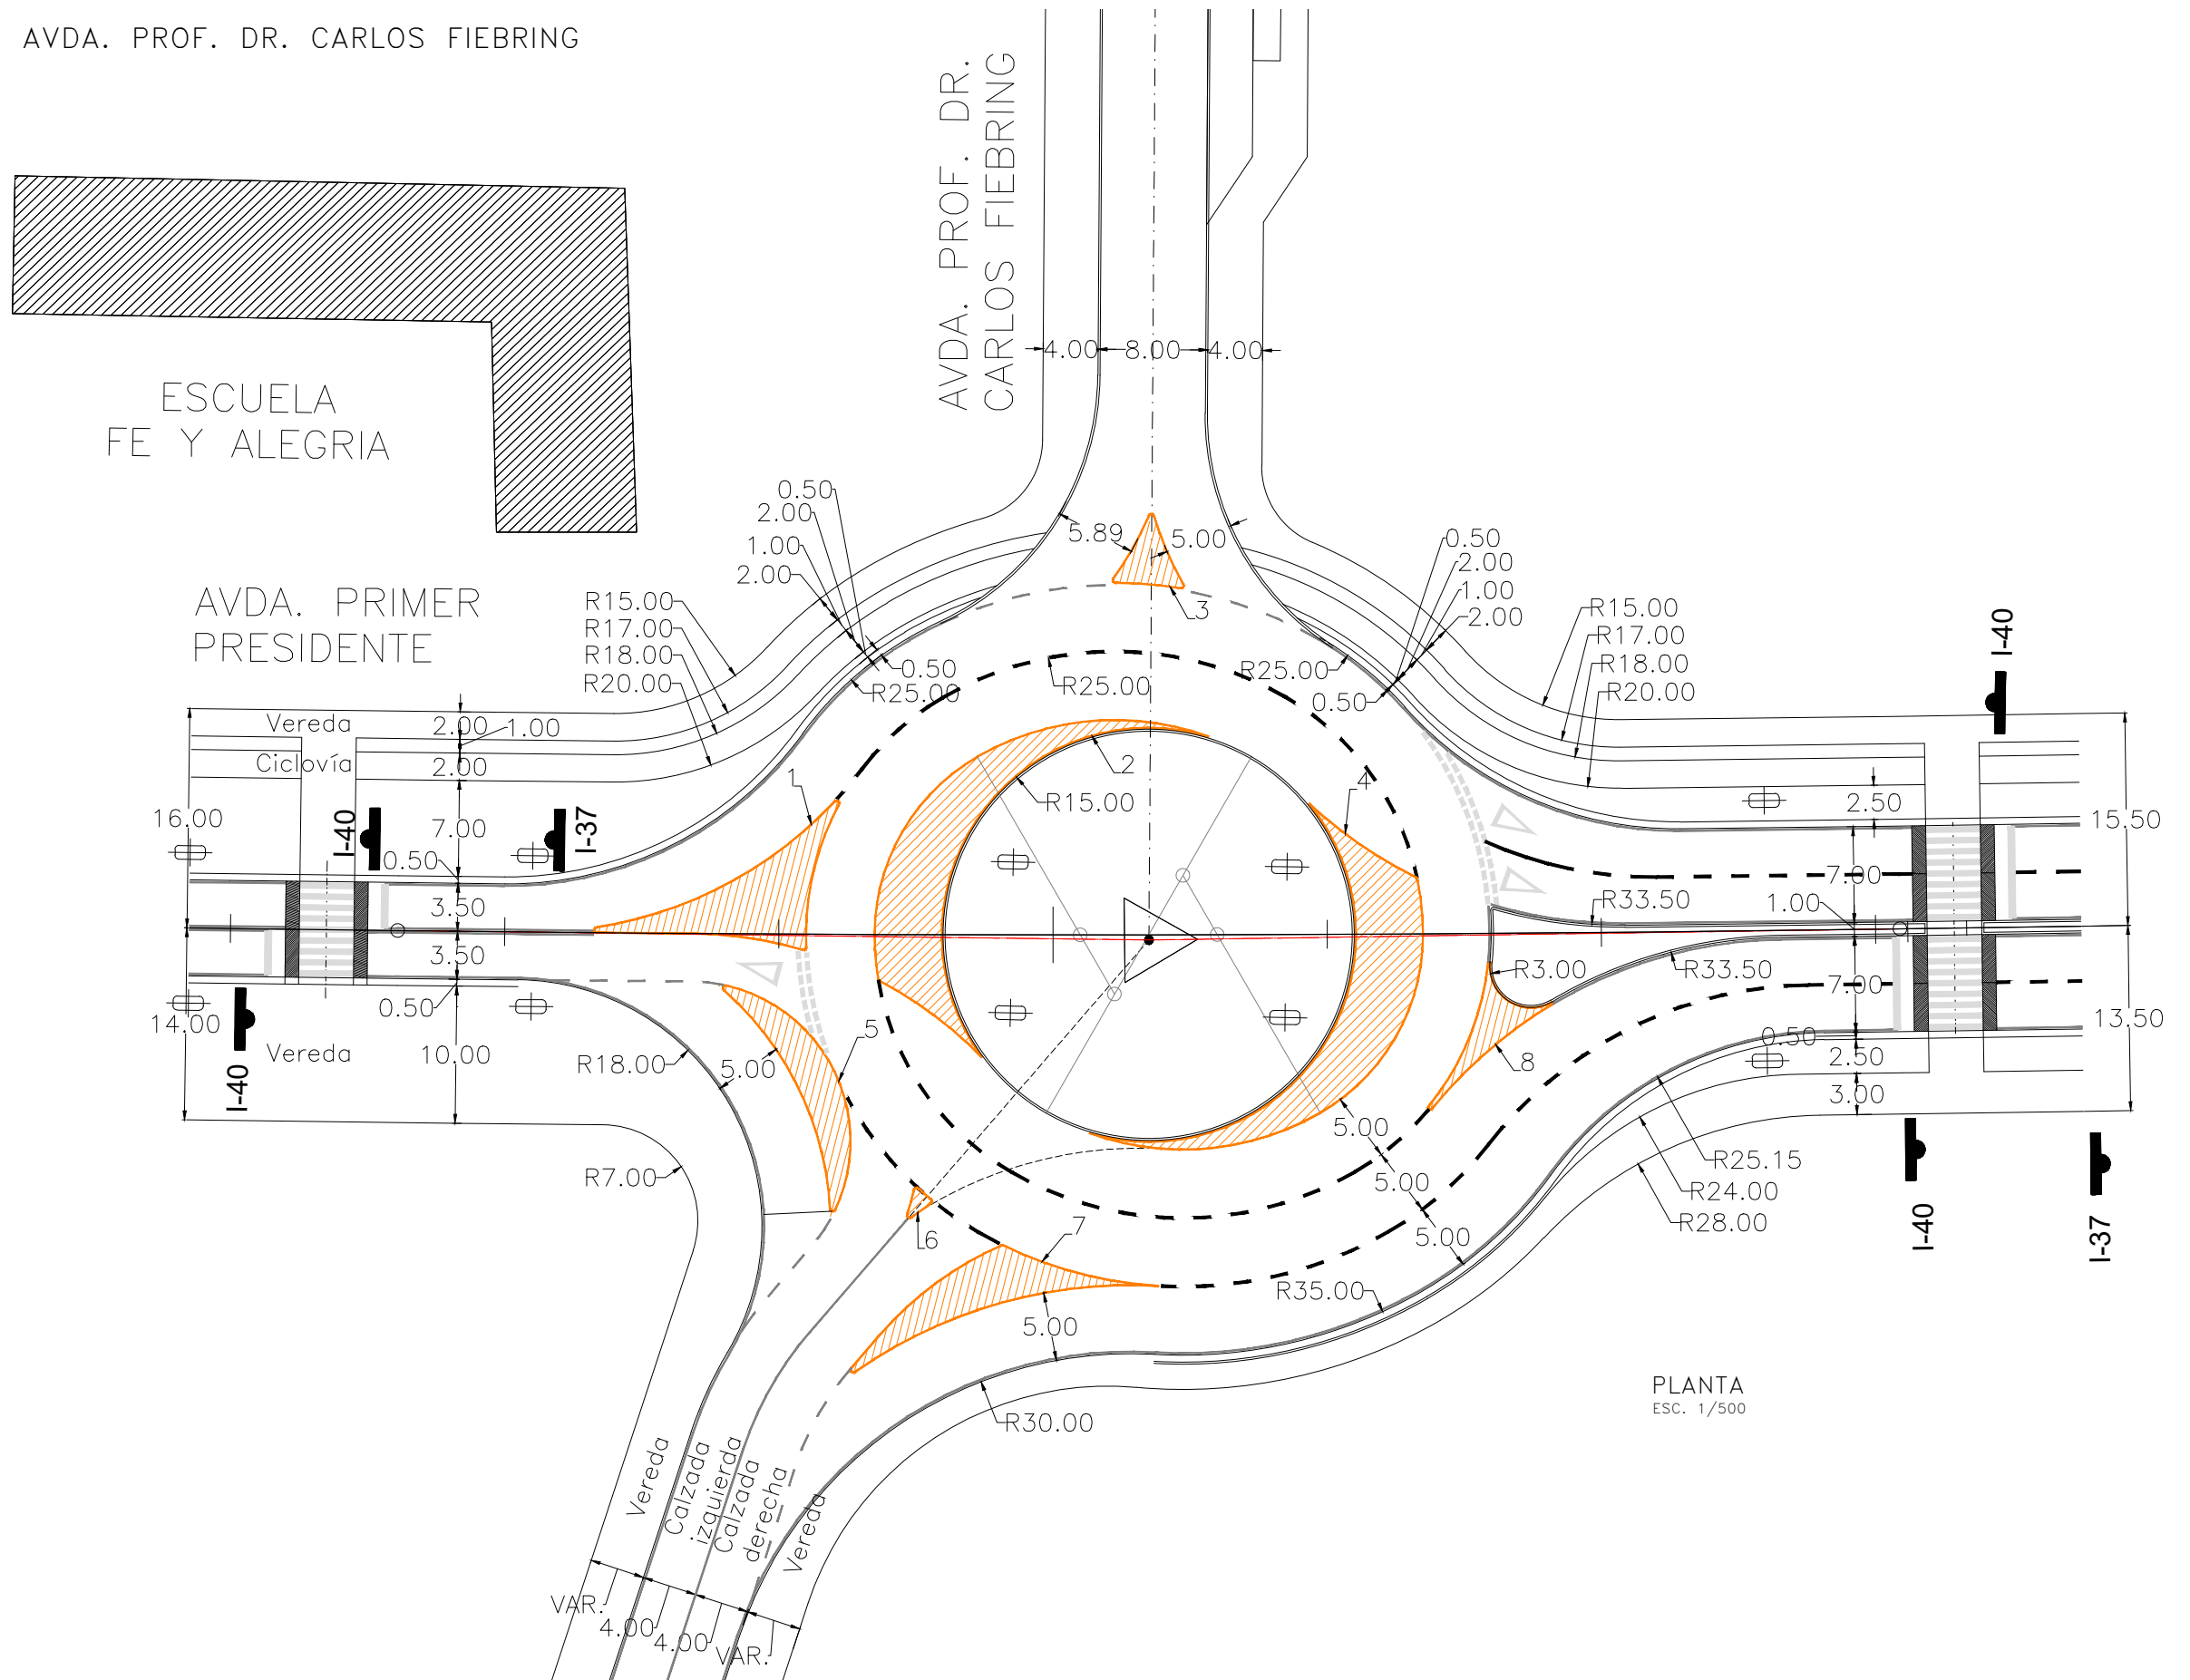 AVDA. PROF. DR. CARLOS FIEBRING
AVDA. PROF. DR.
CARLOS FIEBRING
ESCUELA
FE Y ALEGRIA
4.00
8.00
4.00
AVDA. PRIMER
PRESIDENTE
0.50
2.00
1.00
2.00
5.89
5.00
3
0.50
2.00
1.00
2.00
R15.00
R17.00
R18.00
R20.00
0.50
R25.00
R25.00
R25.00
0.50
R15.00
R17.00
R18.00
R20.00
I-40
Vereda
2.00
1.00
Ciclovía
2.00
16.00
7.00
I-40
I-37
0.50
3.50
3.50
0.50
14.00
10.00
Vereda
I-40
1
2
R15.00
4
2.50
15.50
7.00
1.00
R33.50
R3.00
R33.50
7.00
13.50
0.50
2.50
3.00
R18.00
5.00
5
8
R7.00
5.00
5.00
5.00
R25.15
R24.00
R28.00
I-40
I-37
6
7
R35.00
5.00
R30.00
PLANTA
ESC. 1/500
Vereda
Calzada
izquierda
Calzada
derecha
Vereda
VAR.
4.00
4.00
VAR.